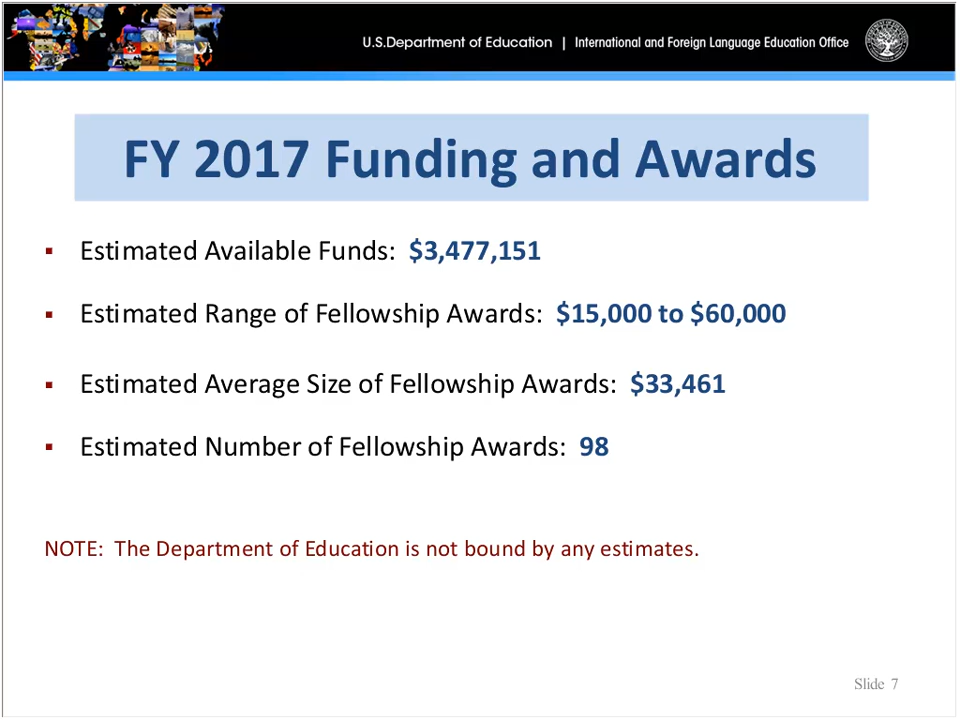 U.S.Department of Education | International and Foreign Language Education Office
FY 2017 Funding and Awards
▪ Estimated Available Funds: $3,477,151
▪ Estimated Range of Fellowship Awards: $15,000 to $60,000
▪ Estimated Average Size of Fellowship Awards: $33,461
▪ Estimated Number of Fellowship Awards: 98
NOTE: The Department of Education is not bound by any estimates.
Slide 7